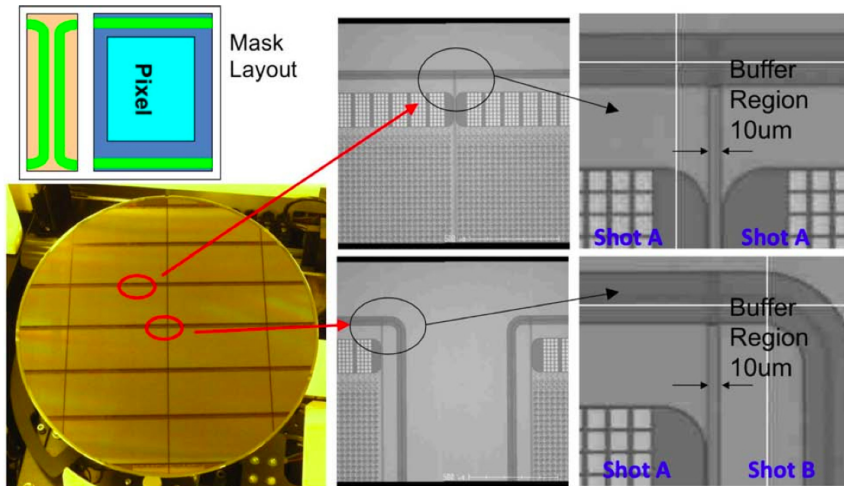 Mask
Layout
Pixel
Buffer
Region
10um
Shot A
Shot A
Buffer
Region
10um
Shot A
Shot B